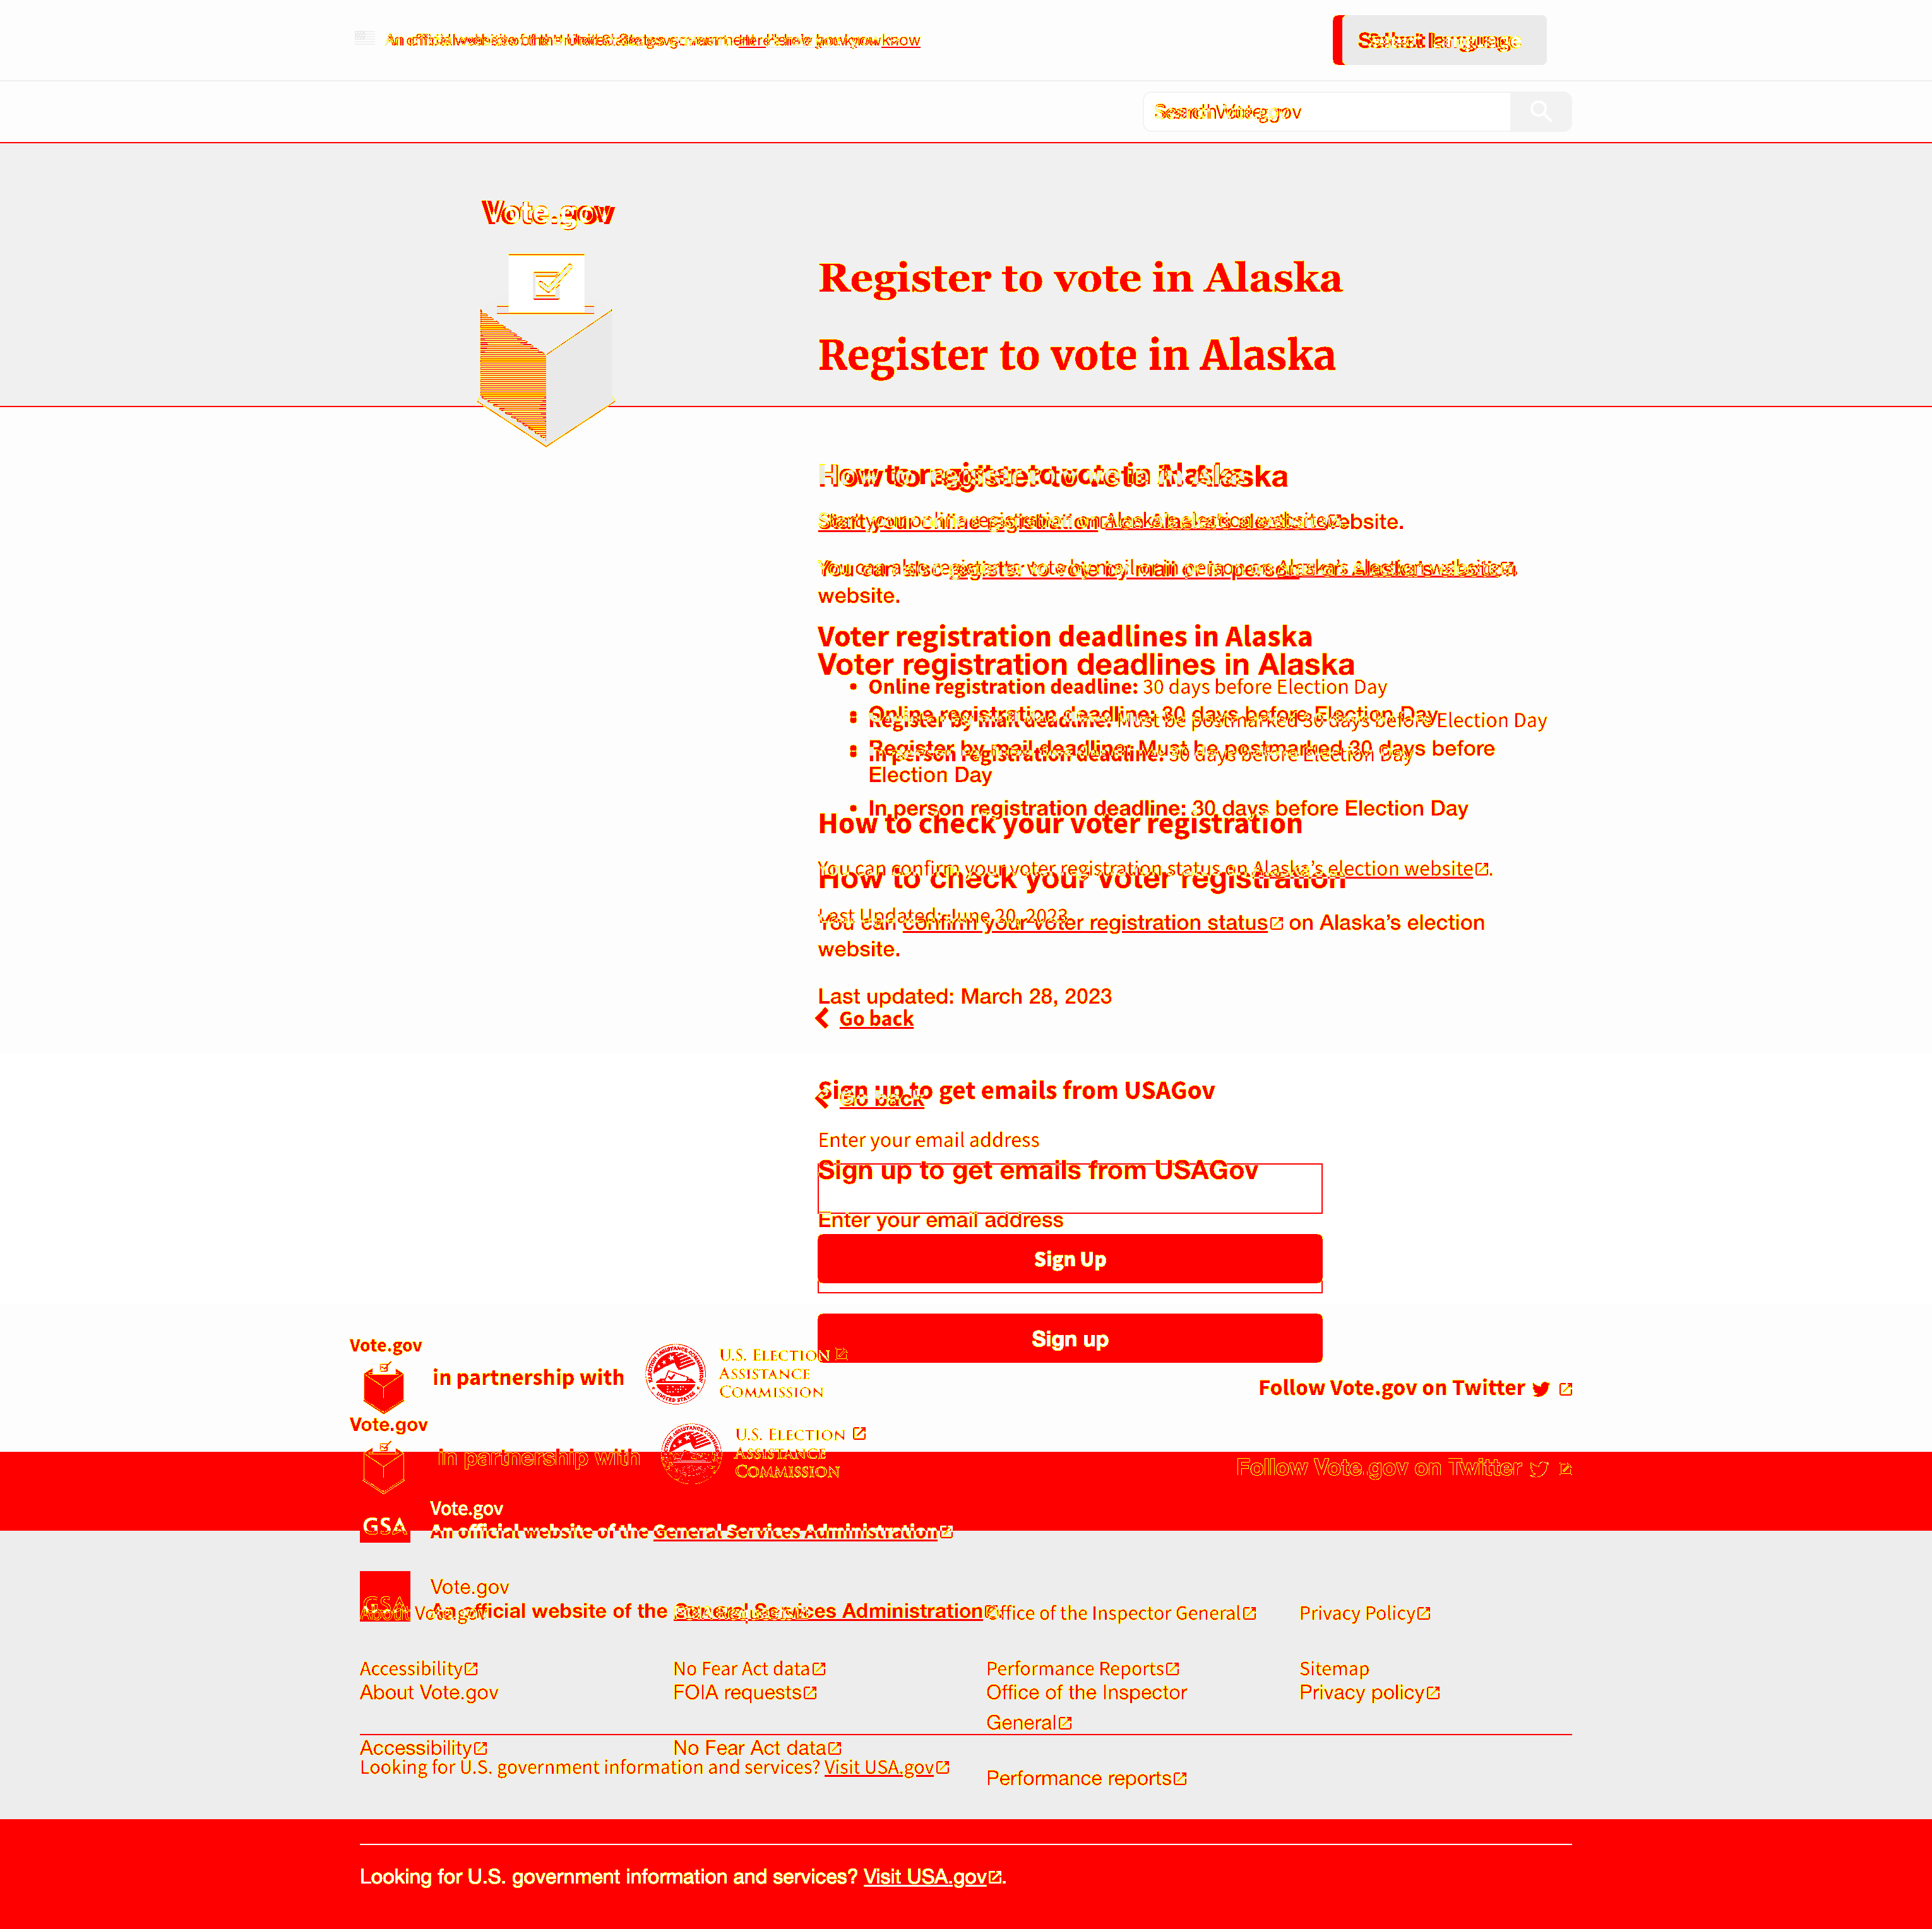 An official website of the United States government Here's how you know
Select Language
Search Vote.gov
Vote.gov
Register to vote in Alaska
Register to vote in Alaska
How to register to vote in Alaska
Start your online registration on Alaska's election website.
You can also register to vote by mail or in person on Alaska's election
website.
Voter registration deadlines in Alaska
Voter registration deadlines in Alaska
• Online registration deadline: 30 days before Election Day
• Online registration deadline: 30 days before Election Day
• Register by mail deadline: Must be postmarked 30 days before Election Day
• Register by mail deadline: Must be postmarked 30 days before
• In person registration deadline: 30 days before Election Day
Election Day
• In person registration deadline: 30 days before Election Day
How to check your voter registration
You can confirm your voter registration status on Alaska’s election website.
How to check your voter registration
Last Updated: June 20, 2023
You can confirm your voter registration status on Alaska’s election
website.
Last updated: March 28, 2023
Go back
Sign up to get emails from USAGov
Go back
Enter your email address
Sign up to get emails from USAGov
Enter your email address
Sign Up
Sign up
Vote.gov
in partnership with
U.S. ELECTION
ASSISTANCE
COMMISSION
Follow Vote.gov on Twitter
Vote.gov
in partnership with
U.S. ELECTION
ASSISTANCE
COMMISSION
Follow Vote.gov on Twitter
GSA
Vote.gov
An official website of the General Services Administration
GSA
Vote.gov
An official website of the General Services Administration
About Vote.gov
Office of the Inspector General
Privacy Policy
Accessibility
No Fear Act data
Performance Reports
Sitemap
About Vote.gov
FOIA requests
Office of the Inspector
General
Privacy policy
Accessibility
No Fear Act data
Looking for U.S. government information and services? Visit USA.gov
Performance reports
Looking for U.S. government information and services? Visit USA.gov.